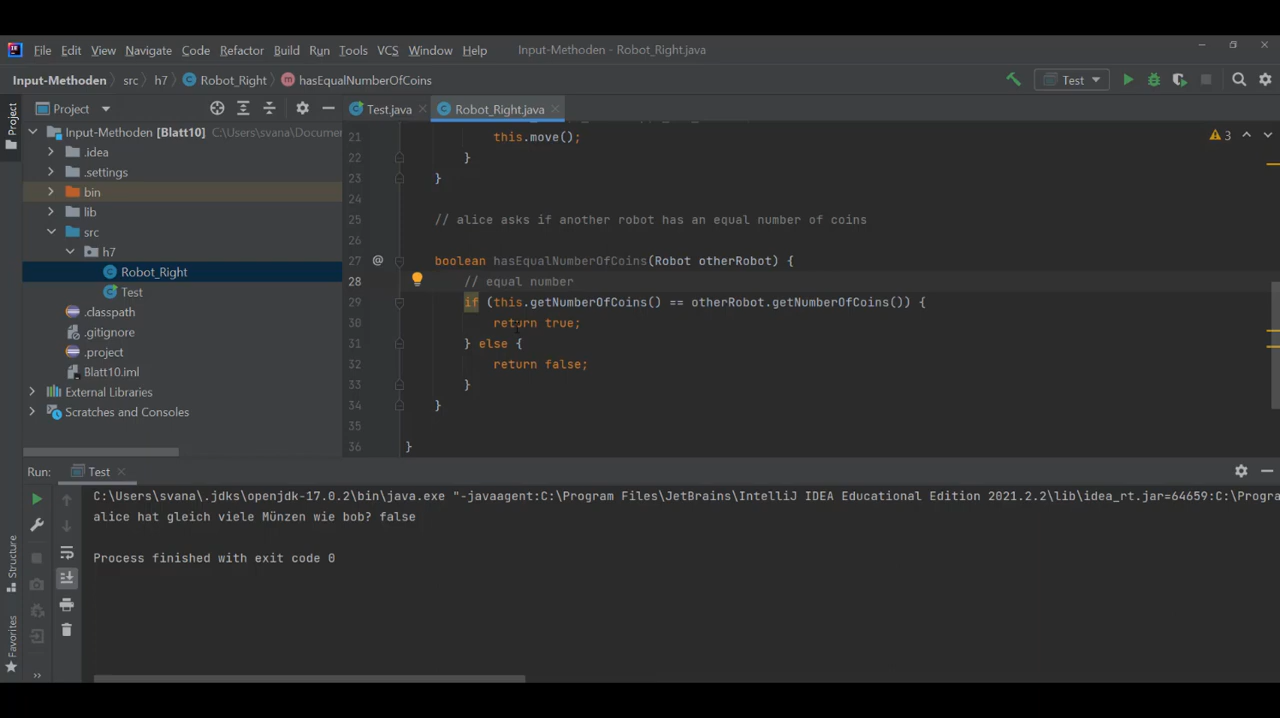 File Edit View Navigate Code Refactor Build Run Tools VCS Window Help Input-Methoden - Robot_Right.java
Input-Methoden src h7 Robot_Right hasEqualNumberOfCoins Test
Project Project Test.java Robot_Right.java
Input-Methoden [Blatt10] C:\Users\svana\Docume
.idea
.settings
bin
lib
src
h7
Robot_Right
Test
.classpath
.gitignore
.project
Blatt10.iml
External Libraries
Scratches and Consoles
3
21 this.move();
22 }
23 }
24
25 // alice asks if another robot has an equal number of coins
26
27 @ boolean hasEqualNumberOfCoins(Robot otherRobot) {
28 // equal number
29 if (this.getNumberOfCoins() == otherRobot.getNumberOfCoins()) {
30 return true;
31 } else {
32 return false;
33 }
34 }
35
36 }
Run: Test
C:\Users\svana\.jdks\openjdk-17.0.2\bin\java.exe "-javaagent:C:\Program Files\JetBrains\IntelliJ IDEA Educational Edition 2021.2.2\lib\idea_rt.jar=64659:C:\Progra
alice hat gleich viele Münzen wie bob? false
Process finished with exit code 0
Structure
Favorites